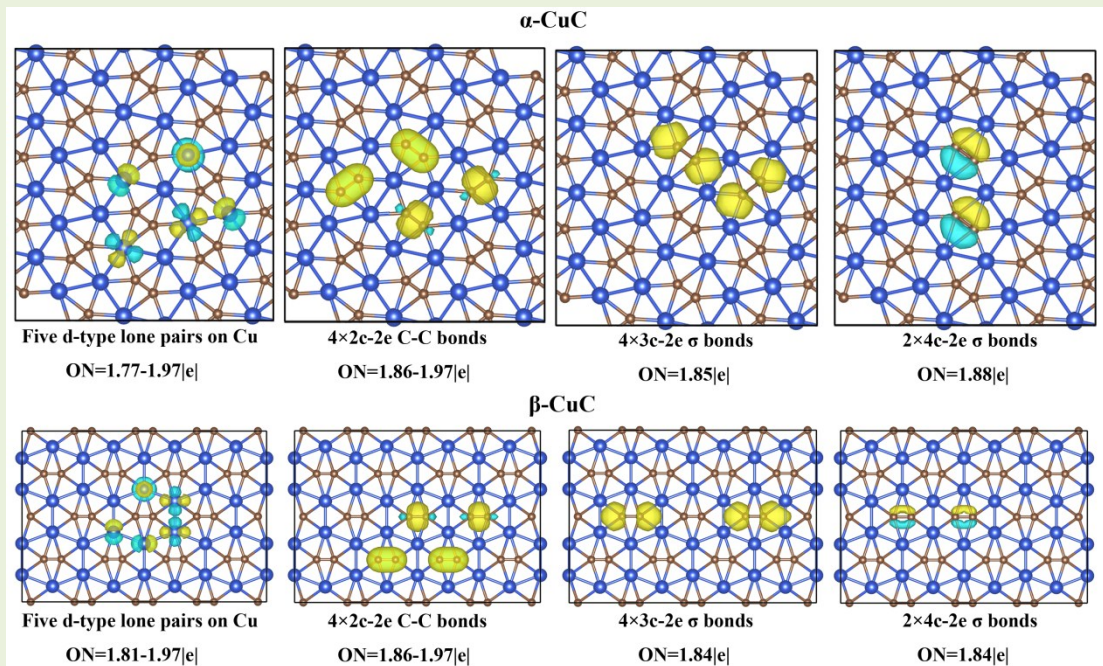 α-CuC
Five d-type lone pairs on Cu
4×2c-2e C-C bonds
4×3c-2e σ bonds
2×4c-2e σ bonds
ON=1.77-1.97|e|
ON=1.86-1.97|e|
ON=1.85|e|
ON=1.88|e|
β-CuC
Five d-type lone pairs on Cu
4×2c-2e C-C bonds
4×3c-2e σ bonds
2×4c-2e σ bonds
ON=1.81-1.97|e|
ON=1.86-1.97|e|
ON=1.84|e|
ON=1.84|e|